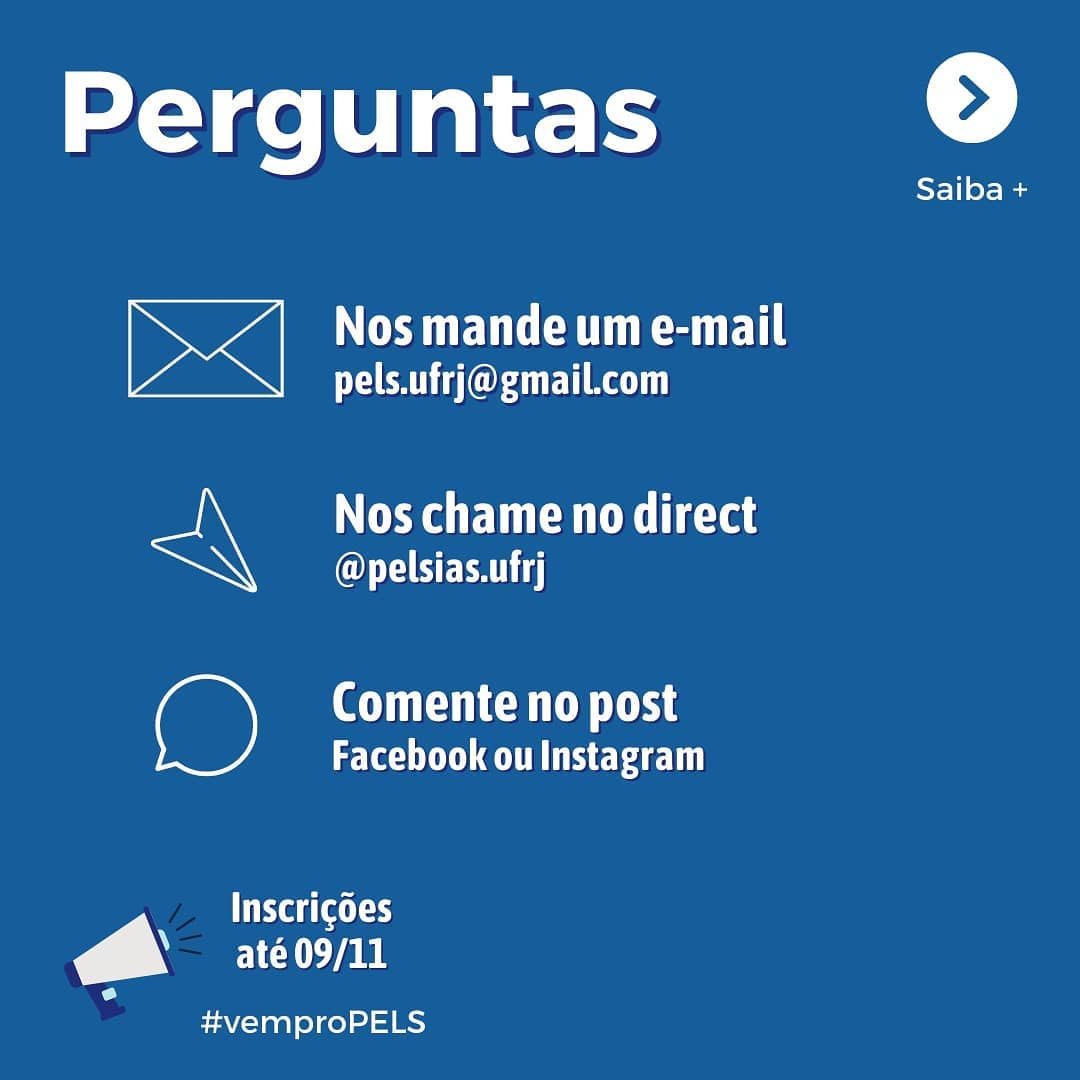 Perguntas
Saiba +
Nos mande um e-mail
pels.ufrj@gmail.com
Nos chame no direct
@pelsias.ufrj
Comente no post
Facebook ou Instagram
Inscrições
até 09/11
#vemproPELS